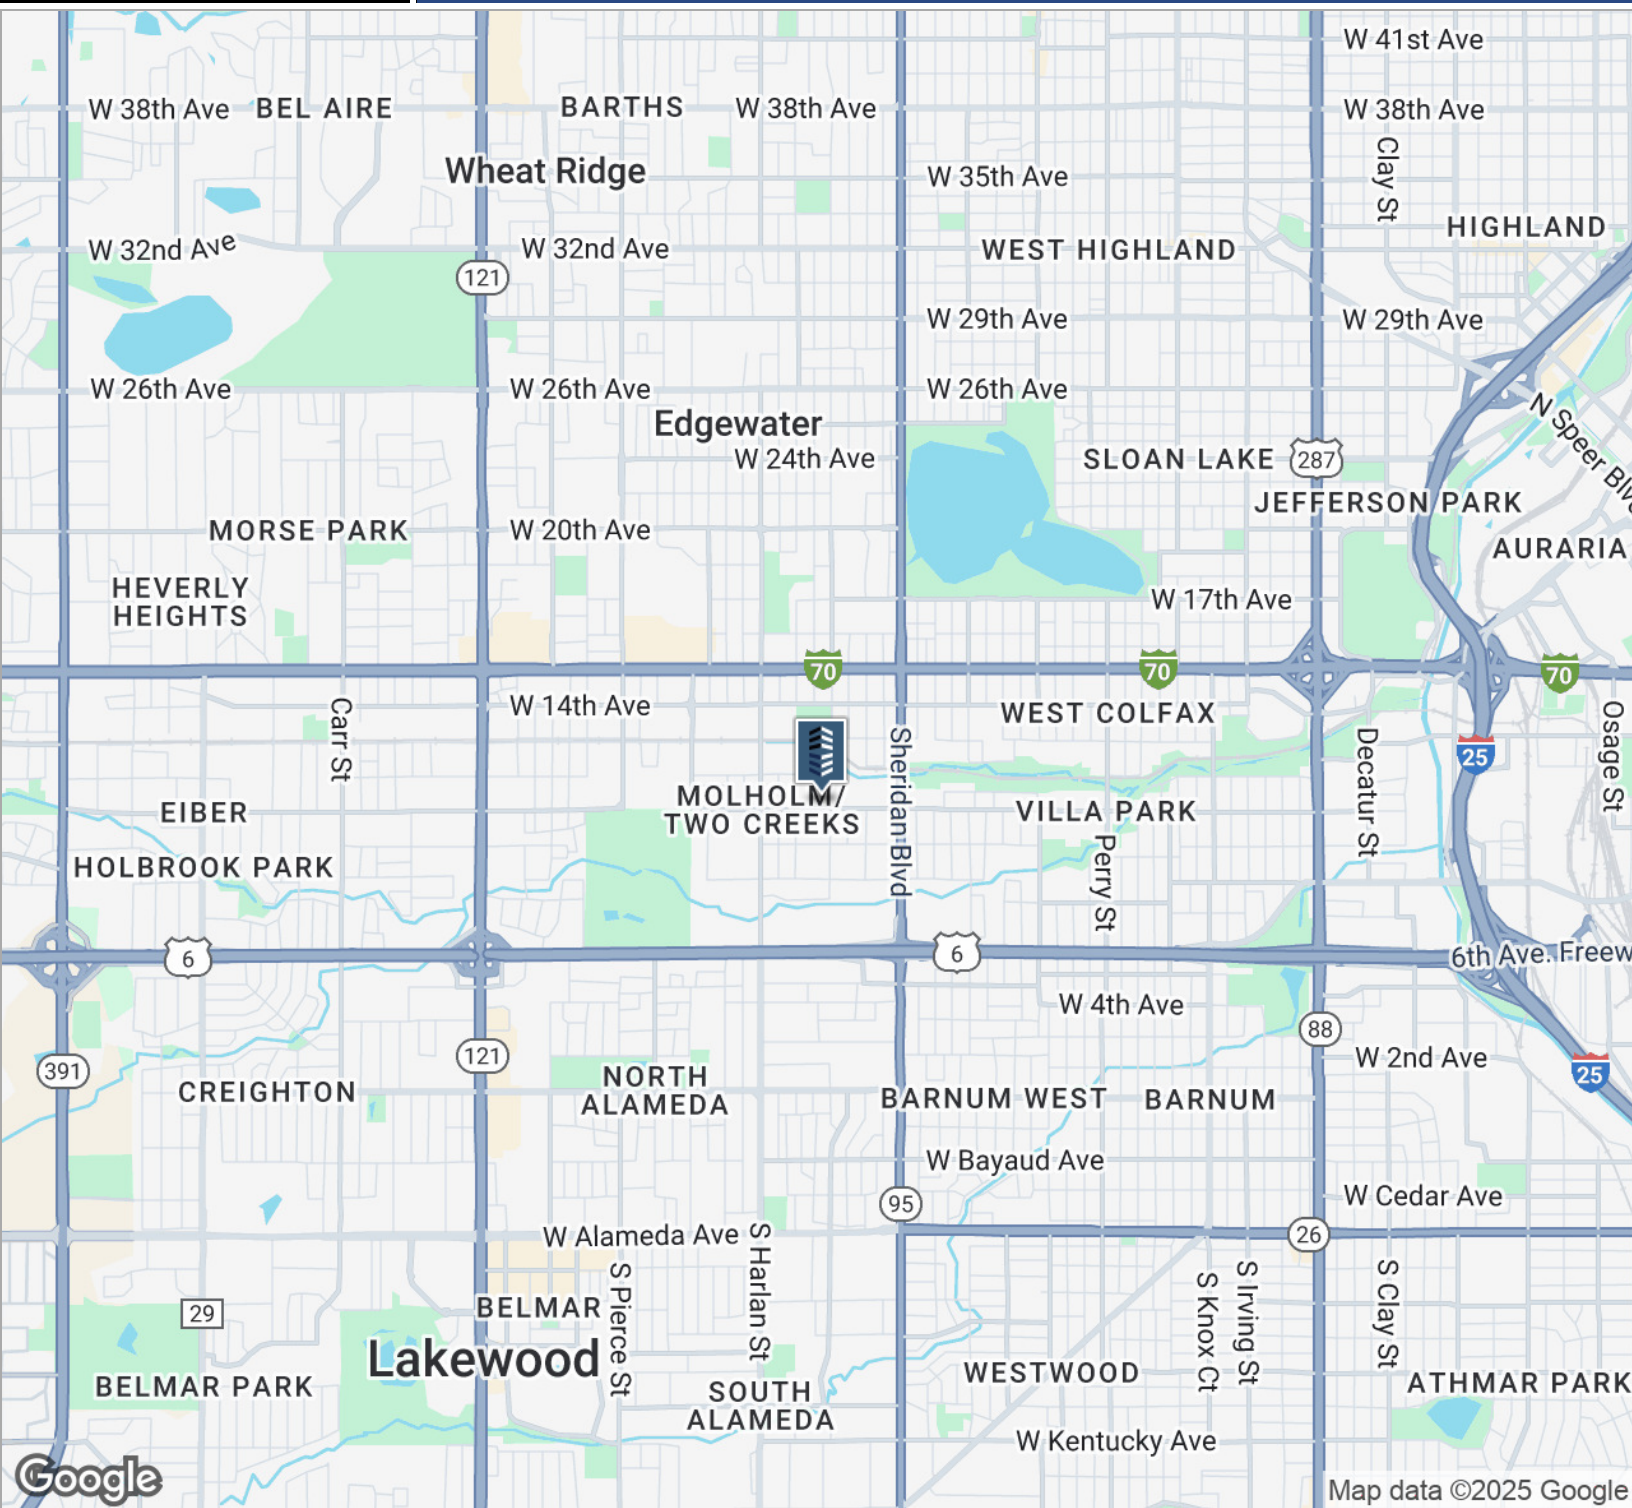 W 41st Ave
W 38th Ave
BEL AIRE
BARTHS
W 38th Ave
W 38th Ave
Clay St
Wheat Ridge
W 35th Ave
HIGHLAND
W 32nd Ave
W 32nd Ave
WEST HIGHLAND
121
W 29th Ave
W 29th Ave
W 26th Ave
W 26th Ave
W 26th Ave
N Speer Blv
Edgewater
W 24th Ave
SLOAN LAKE
287
JEFFERSON PARK
MORSE PARK
W 20th Ave
AURARIA
HEVERLY
HEIGHTS
W 17th Ave
70
70
70
Carr St
W 14th Ave
WEST COLFAX
Osage St
Sheridan Blvd
Decatur St
25
MOLHOLM/
TWO CREEKS
EIBER
VILLA PARK
Perry St
HOLBROOK PARK
6
6
6th Ave. Freew
W 4th Ave
88
391
121
W 2nd Ave
25
CREIGHTON
NORTH
ALAMEDA
BARNUM WEST
BARNUM
W Bayaud Ave
95
W Cedar Ave
W Alameda Ave
26
S Harlan St
S Pierce St
S Knox Ct
S Irving St
S Clay St
29
BELMAR
Lakewood
BELMAR PARK
WESTWOOD
ATHMAR PARK
SOUTH
ALAMEDA
W Kentucky Ave
Google
Map data ©2025 Google